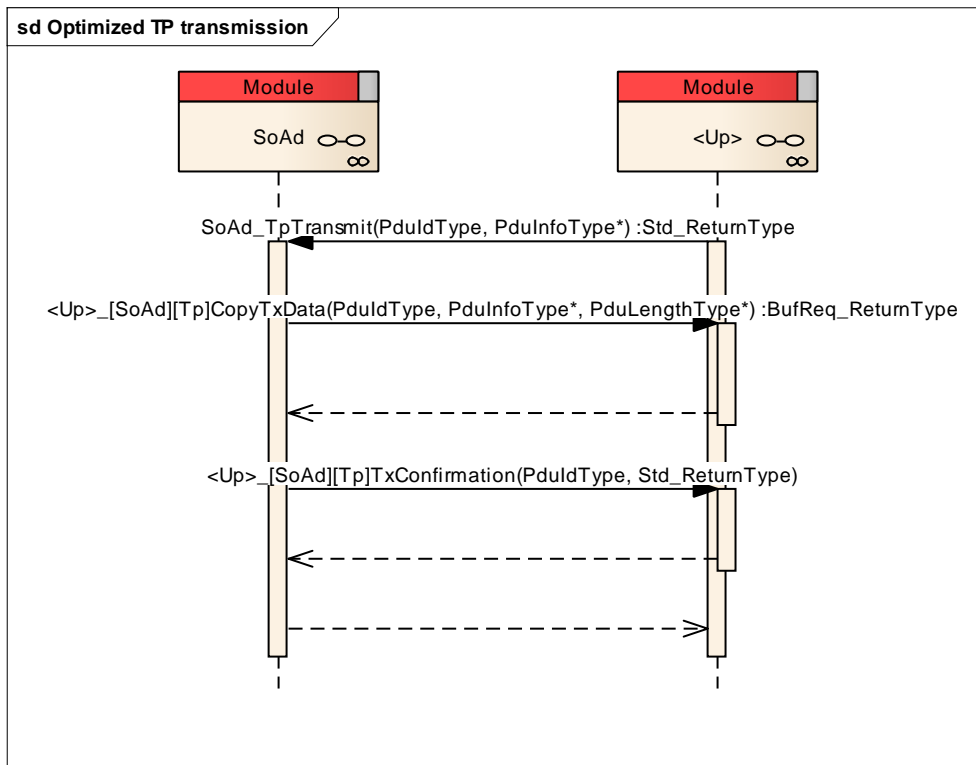 sd Optimized TP transmission
Module
Module
SoAd
<Up>
SoAd_TpTransmit(PduIdType, PduInfoType*) :Std_ReturnType
<Up>_[SoAd][Tp]CopyTxData(PduIdType, PduInfoType*, PduLengthType*) :BufReq_ReturnType
<Up>_[SoAd][Tp]TxConfirmation(PduIdType, Std_ReturnType)